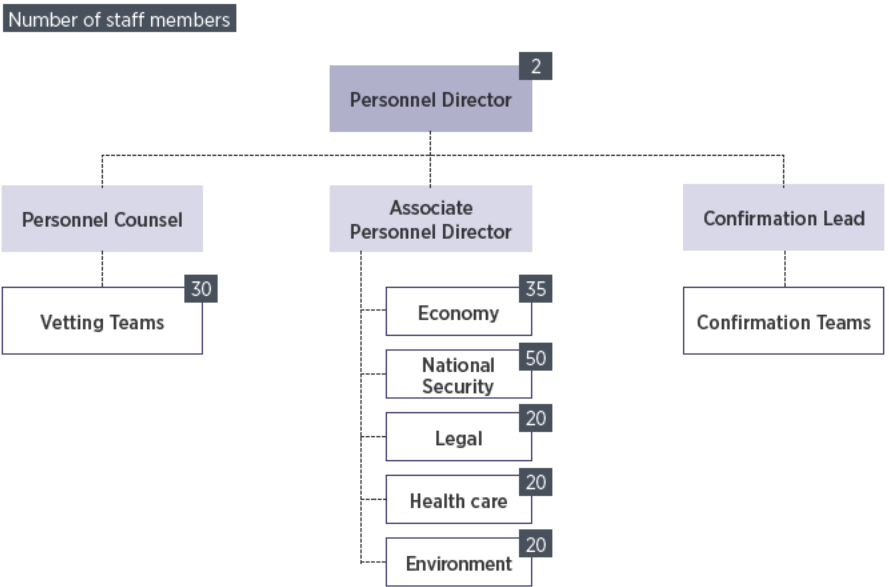 Number of staff members
2
Personnel Director
Personnel Counsel
Associate
Personnel Director
Confirmation Lead
30
Vetting Teams
35
Economy
Confirmation Teams
50
National
Security
20
Legal
20
Health care
20
Environment